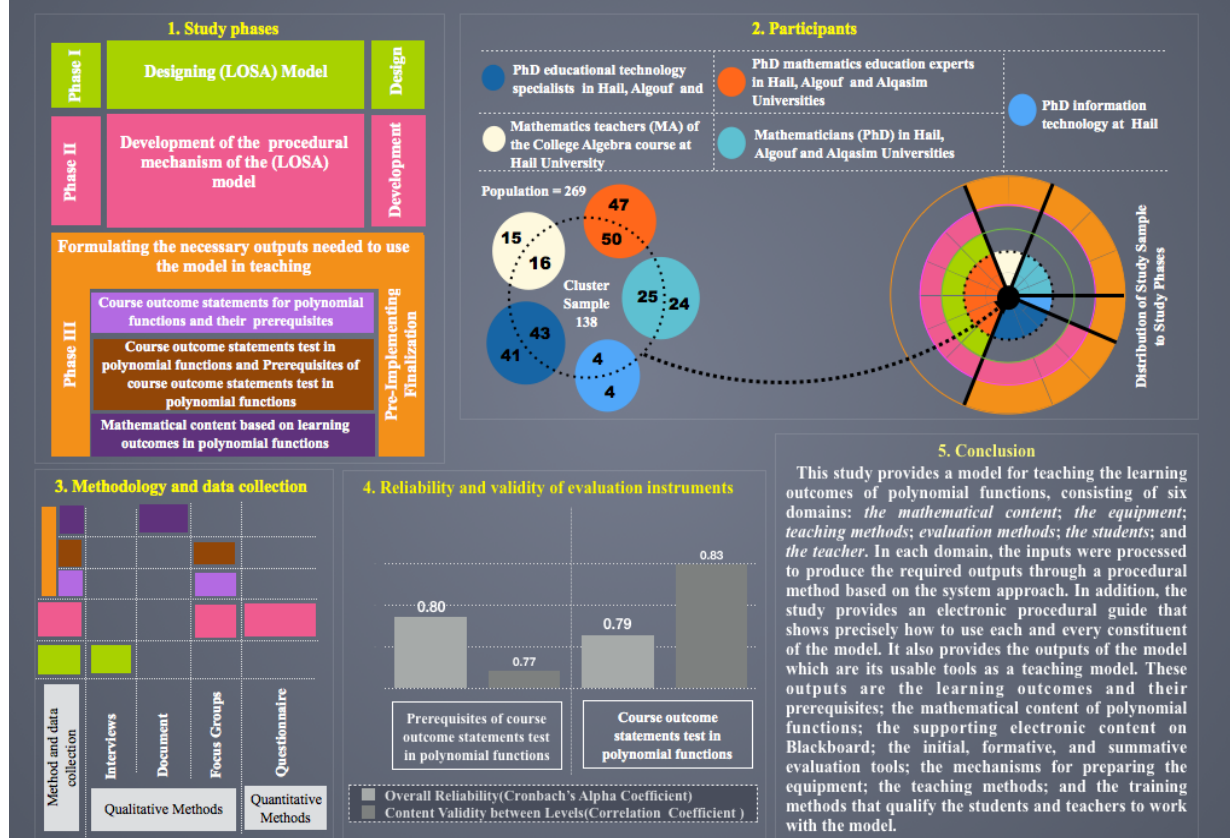 1. Study phases
Phase I
Designing (LOSA) Model
Design
Phase II
Development of the procedural
mechanism of the (LOSA)
model
Development
Phase III
Formulating the necessary outputs needed to use
the model in teaching
Course outcome statements for polynomial
functions and their prerequisites
Course outcome statements test in
polynomial functions and Prerequisites of
course outcome statements test in
polynomial functions
Mathematical content based on learning
outcomes in polynomial functions
Pre-Implementing
Finalization
2. Participants
PhD educational technology
specialists in Hail, Algouf and
PhD mathematics education experts
in Hail, Algouf and Alqasim
Universities
PhD information
technology at Hail
Mathematics teachers (MA) of
the College Algebra course at
Hail University
Mathematicians (PhD) in Hail,
Algouf and Alqasim Universities
Population = 269
47
50
15
16
25
24
Cluster
Sample
138
43
41
4
4
Distribution of Study Sample
to Study Phases
3. Methodology and data collection
Method and data
collection
Interviews
Document
Focus Groups
Questionnaire
Qualitative Methods
Quantitative
Methods
4. Reliability and validity of evaluation instruments
0.80
0.77
0.79
0.83
Prerequisites of course
outcome statements test
in polynomial functions
Course outcome
statements test in
polynomial functions
Overall Reliability(Cronbach's Alpha Coefficient)
Content Validity between Levels(Correlation Coefficient )
5. Conclusion
This study provides a model for teaching the learning
outcomes of polynomial functions, consisting of six
domains: the mathematical content; the equipment;
teaching methods; evaluation methods; the students; and
the teacher. In each domain, the inputs were processed
to produce the required outputs through a procedural
method based on the system approach. In addition, the
study provides an electronic procedural guide that
shows precisely how to use each and every constituent
of the model. It also provides the outputs of the model
which are its usable tools as a teaching model. These
outputs are the learning outcomes and their
prerequisites; the mathematical content of polynomial
functions; the supporting electronic content on
Blackboard; the initial, formative, and summative
evaluation tools; the mechanisms for preparing the
equipment; the teaching methods; and the training
methods that qualify the students and teachers to work
with the model.